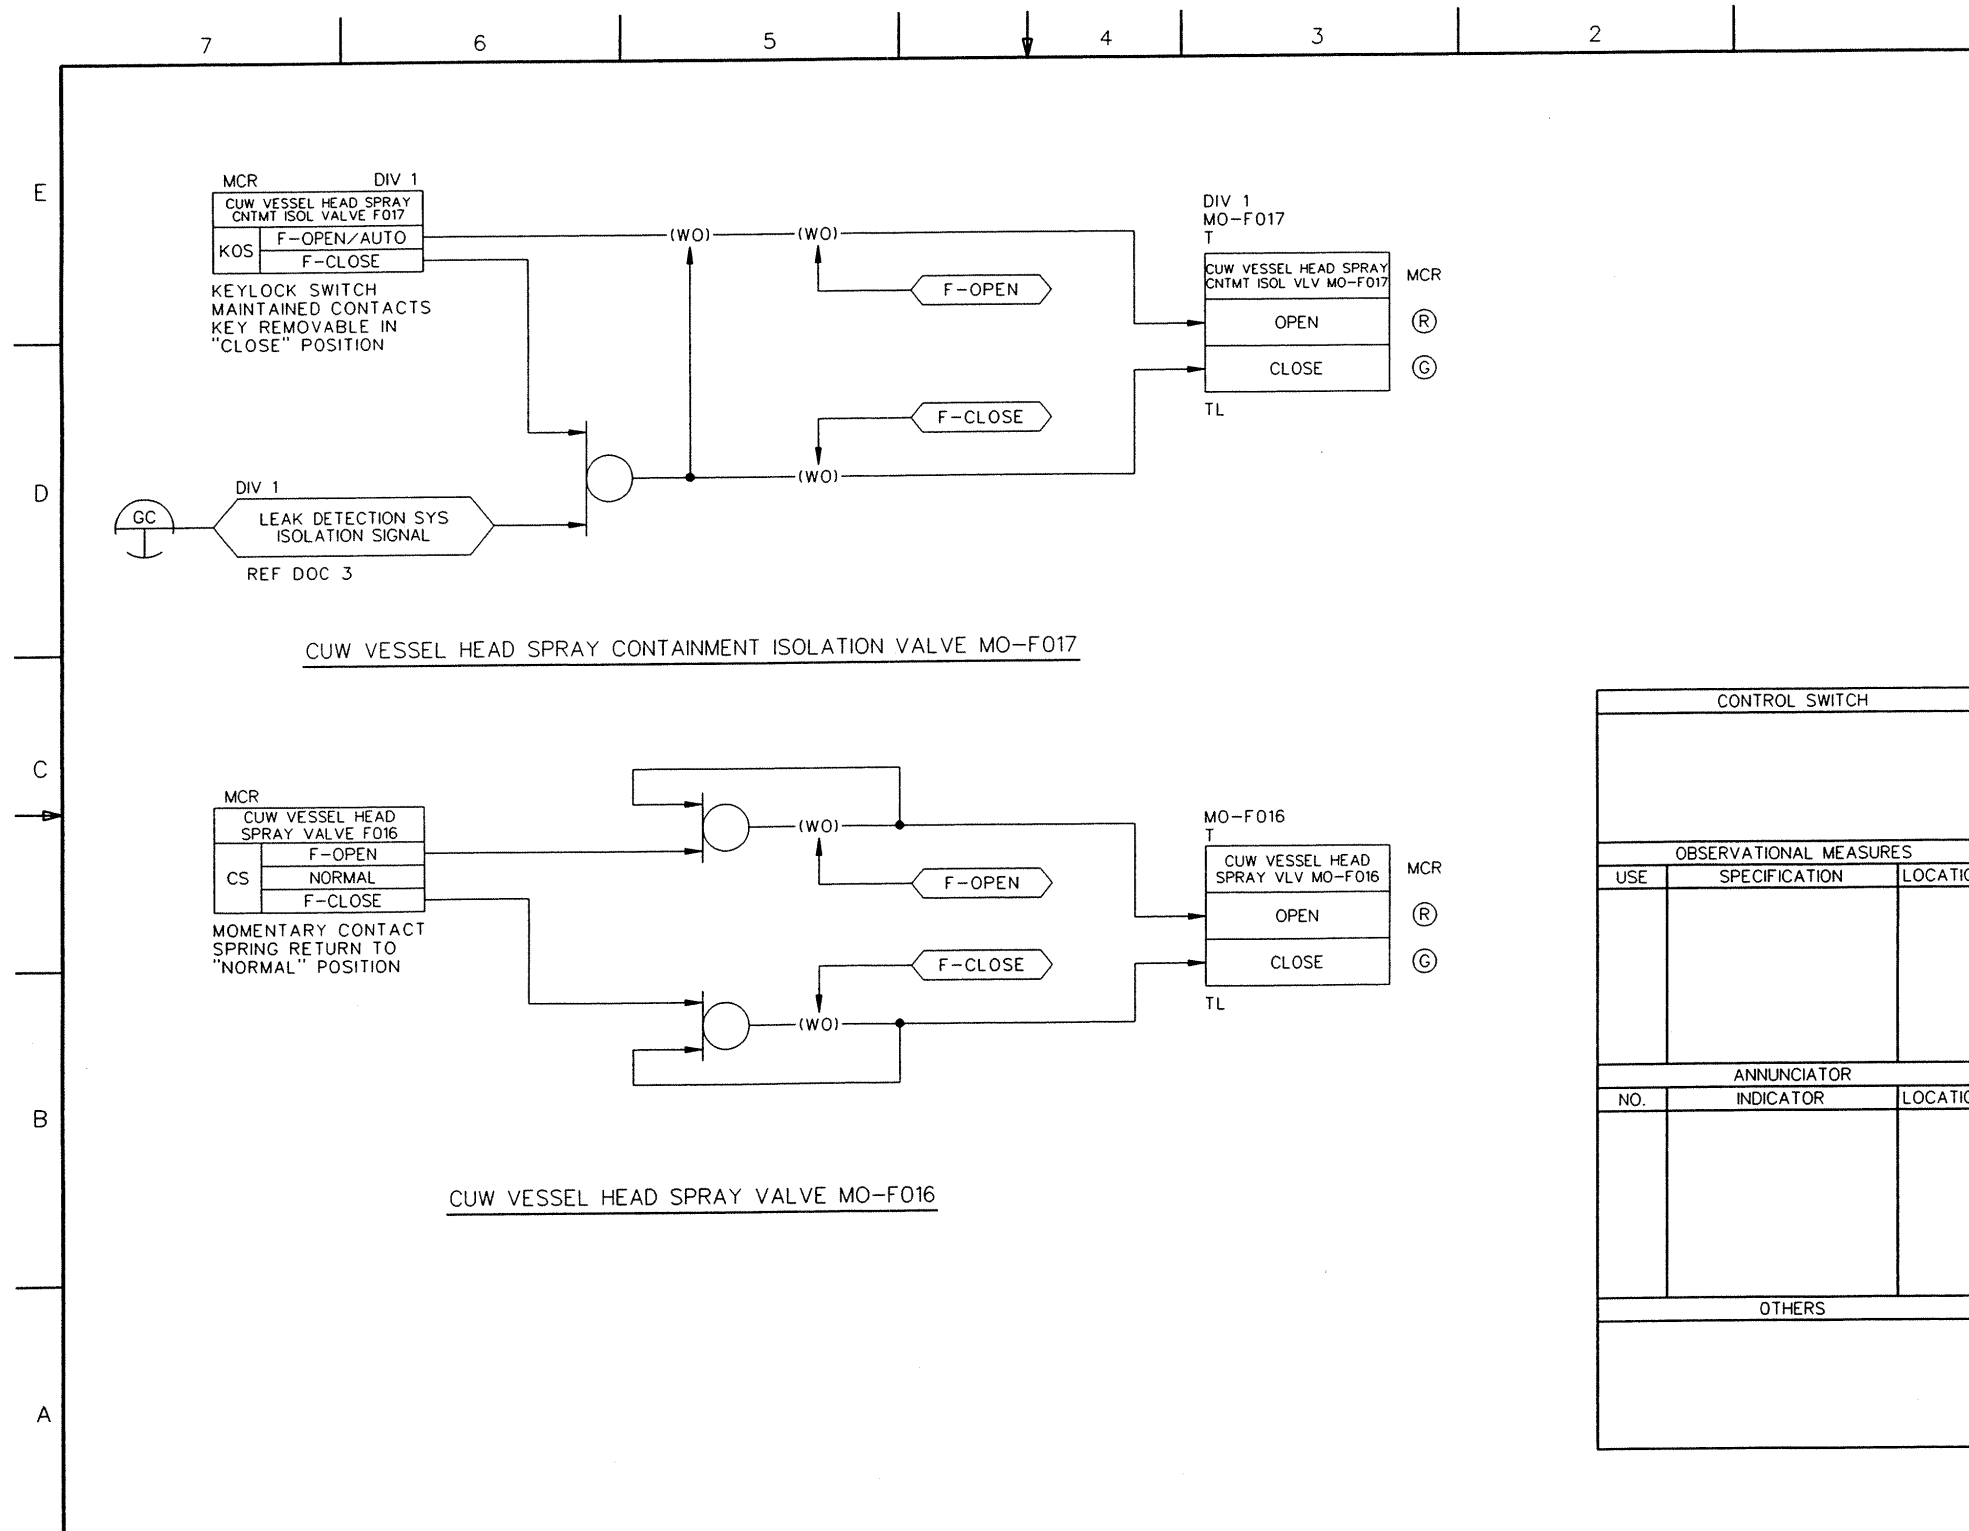 7 6 5 4 3 2
E
MCR DIV 1
CUW VESSEL HEAD SPRAY
CNTMT ISOL VALVE F017
KOS
F-OPEN/AUTO
F-CLOSE
KEYLOCK SWITCH
MAINTAINED CONTACTS
KEY REMOVABLE IN
"CLOSE" POSITION
(WO) (WO)
F-OPEN
DIV 1
MO-F017
T
CUW VESSEL HEAD SPRAY
CNTMT ISOL VLV MO-F017
MCR
OPEN
R
CLOSE
G
TL
F-CLOSE
(WO)
D
DIV 1
GC
LEAK DETECTION SYS
ISOLATION SIGNAL
REF DOC 3
CUW VESSEL HEAD SPRAY CONTAINMENT ISOLATION VALVE MO-F017
C
MCR
CUW VESSEL HEAD
SPRAY VALVE F016
CS
F-OPEN
NORMAL
F-CLOSE
MOMENTARY CONTACT
SPRING RETURN TO
"NORMAL" POSITION
(WO)
F-OPEN
F-CLOSE
(WO)
MO-F016
T
CUW VESSEL HEAD
SPRAY VLV MO-F016
MCR
OPEN
R
CLOSE
G
TL
B
CUW VESSEL HEAD SPRAY VALVE MO-F016
A
CONTROL SWITCH
OBSERVATIONAL MEASURES
USE SPECIFICATION LOCATIO
ANNUNCIATOR
NO. INDICATOR LOCATIO
OTHERS